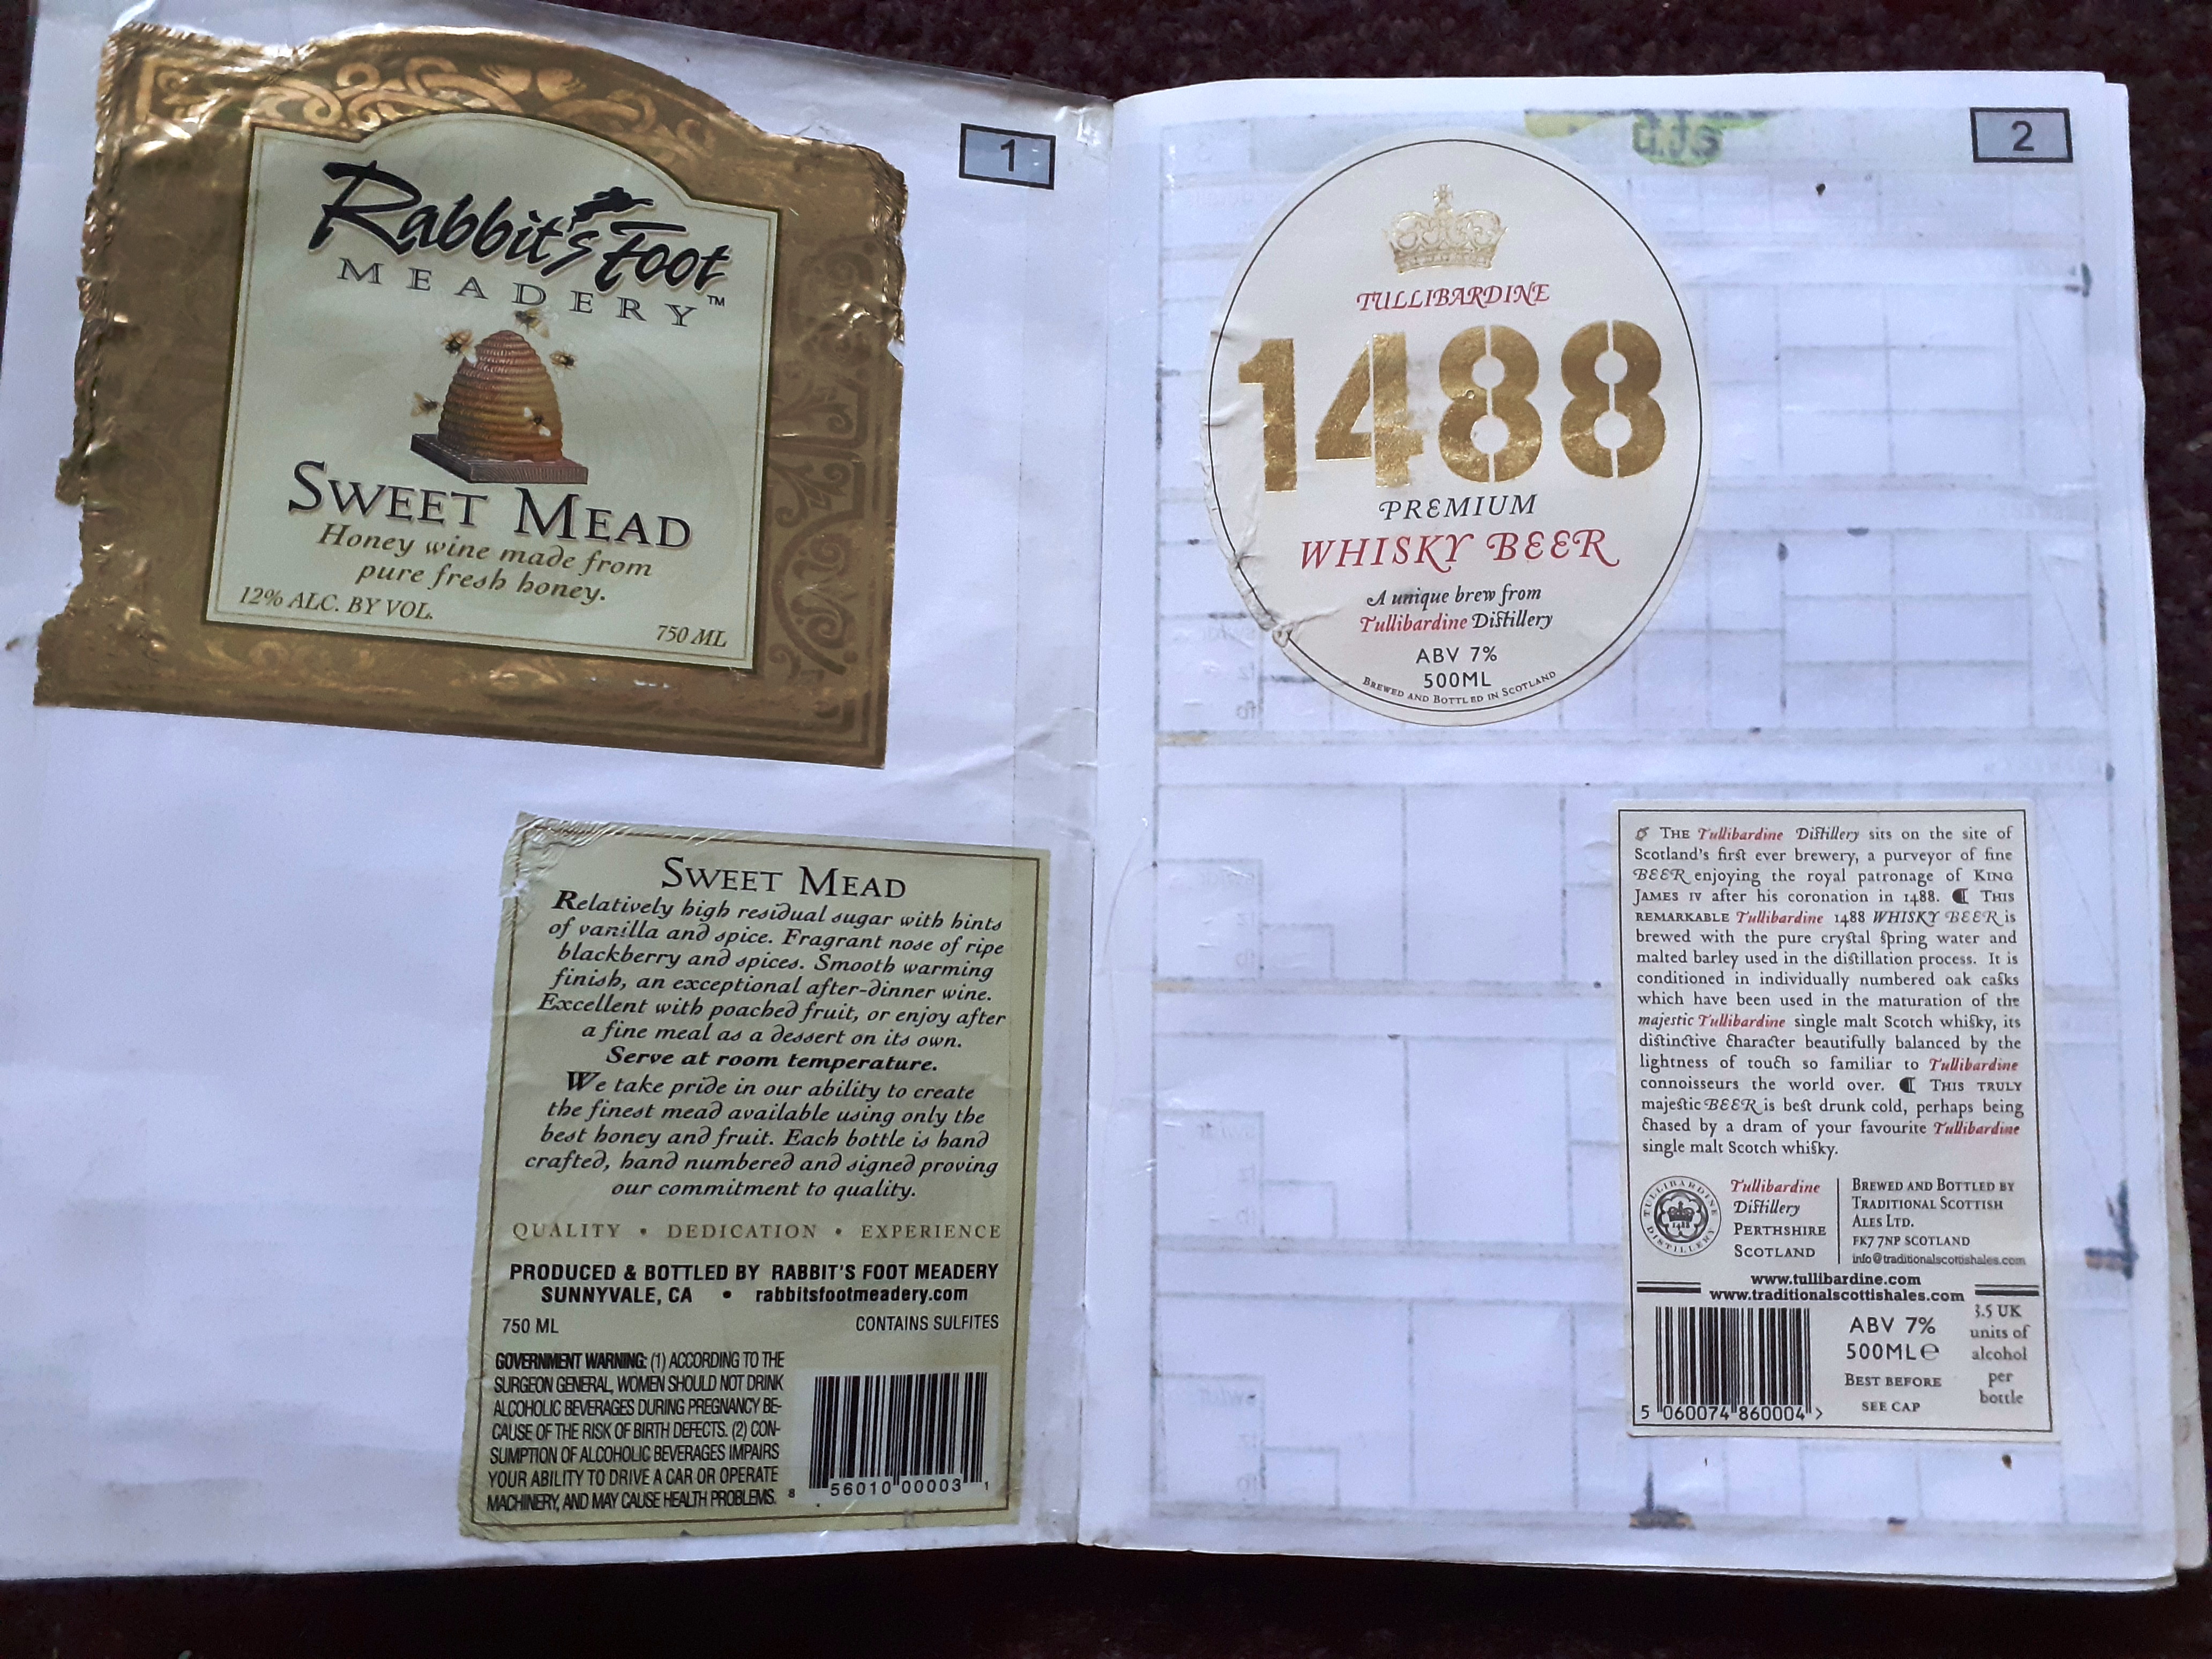 1
Rabbit's Foot
MEADERY™
SWEET MEAD
Honey wine made from
pure fresh honey.
12% ALC. BY VOL.
750 ML
SWEET MEAD
Relatively high residual sugar with hints
of vanilla and spice. Fragrant nose of ripe
blackberry and spices. Smooth warming
finish, an exceptional after-dinner wine.
Excellent with poached fruit, or enjoy after
a fine meal as a dessert on its own.
Serve at room temperature.
We take pride in our ability to create
the finest mead available using only the
best honey and fruit. Each bottle is hand
crafted, hand numbered and signed proving
our commitment to quality.
QUALITY • DEDICATION • EXPERIENCE
PRODUCED & BOTTLED BY RABBIT'S FOOT MEADERY
SUNNYVALE, CA • rabbitsfootmeadery.com
750 ML CONTAINS SULFITES
GOVERNMENT WARNING: (1) ACCORDING TO THE
SURGEON GENERAL, WOMEN SHOULD NOT DRINK
ALCOHOLIC BEVERAGES DURING PREGNANCY BE-
CAUSE OF THE RISK OF BIRTH DEFECTS. (2) CON-
SUMPTION OF ALCOHOLIC BEVERAGES IMPAIRS
YOUR ABILITY TO DRIVE A CAR OR OPERATE
MACHINERY, AND MAY CAUSE HEALTH PROBLEMS.
8 56010 00003 1
2
TULLIBARDINE
1488
PREMIUM
WHISKY BEER
A unique brew from
Tullibardine Distillery
ABV 7%
500ML
BREWED AND BOTTLED IN SCOTLAND
THE Tullibardine Distillery sits on the site of
Scotland's first ever brewery, a purveyor of fine
BEER enjoying the royal patronage of KING
JAMES IV after his coronation in 1488. ¶ THIS
REMARKABLE Tullibardine 1488 WHISKY BEER is
brewed with the pure crystal spring water and
malted barley used in the distillation process. It is
conditioned in individually numbered oak casks
which have been used in the maturation of the
majestic Tullibardine single malt Scotch whisky, its
distinctive character beautifully balanced by the
lightness of touch so familiar to Tullibardine
connoisseurs the world over. ¶ THIS TRULY
majestic BEER is best drunk cold, perhaps being
chased by a dram of your favourite Tullibardine
single malt Scotch whisky.
TULLIBARDINE DISTILLERY
1488
Tullibardine
Distillery
PERTHSHIRE
SCOTLAND
BREWED AND BOTTLED BY
TRADITIONAL SCOTTISH
ALES LTD.
FK7 7NP SCOTLAND
info@traditionalscottishales.com
www.tullibardine.com
www.traditionalscottishales.com
5 060074 860004 >
ABV 7%
500ML e
BEST BEFORE
SEE CAP
3.5 UK
units of
alcohol
per
bottle